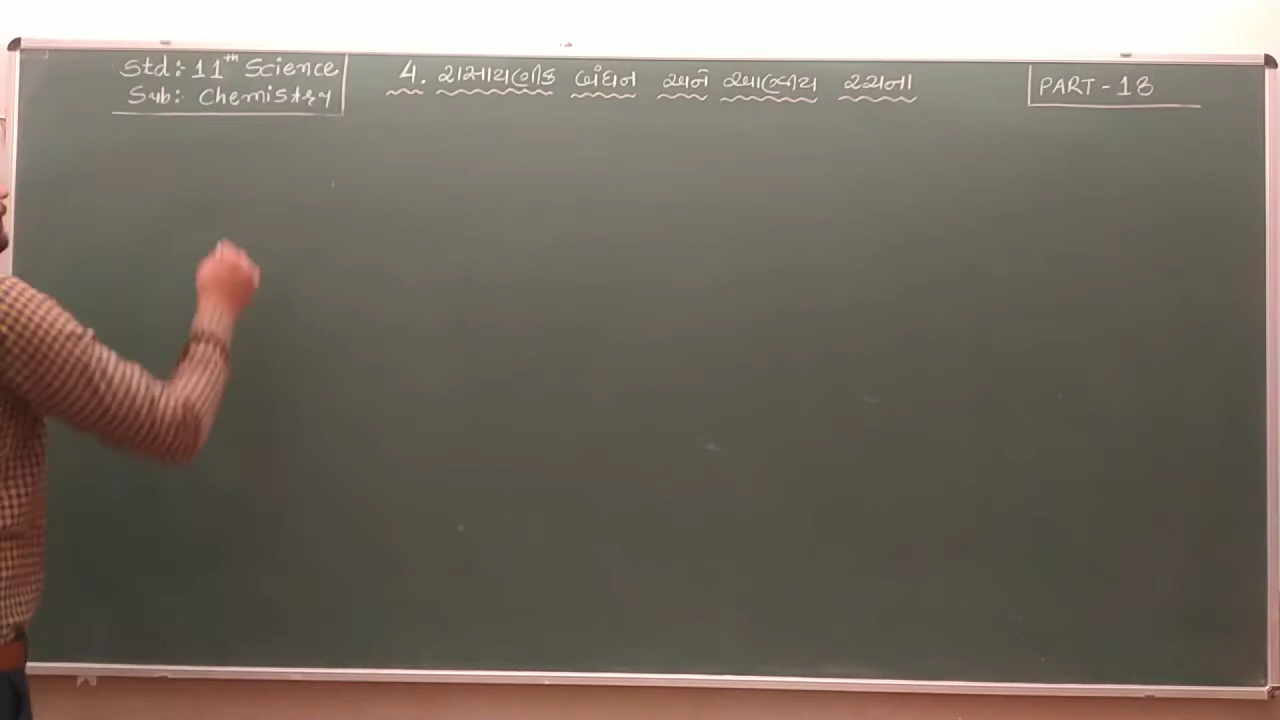 Std:- 11th Science
Sub:- Chemistry
4. રાસાયણીક બંધન અને આણ્વીય રચના
PART - 18